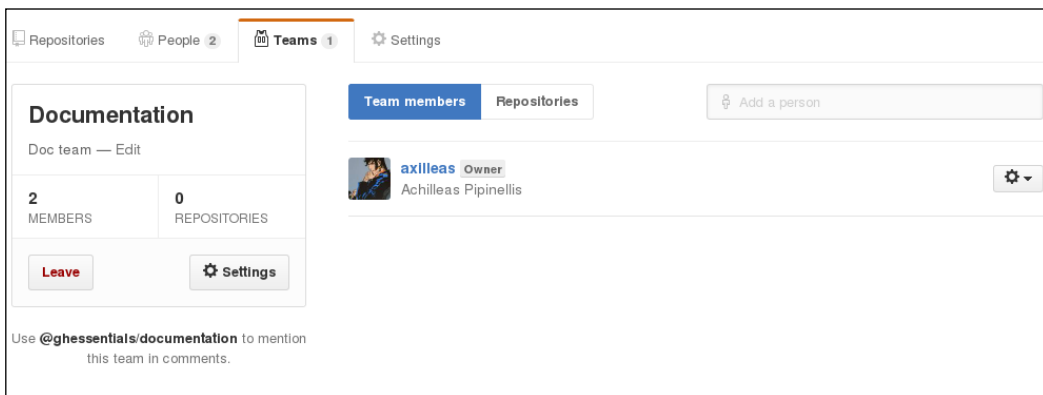 Repositories People 2 Teams 1 Settings
Documentation
Doc team — Edit
2 MEMBERS
0 REPOSITORIES
Leave Settings
Use @ghessentials/documentation to mention
this team in comments.
Team members Repositories Add a person
axilleas Owner
Achilleas Pipinellis